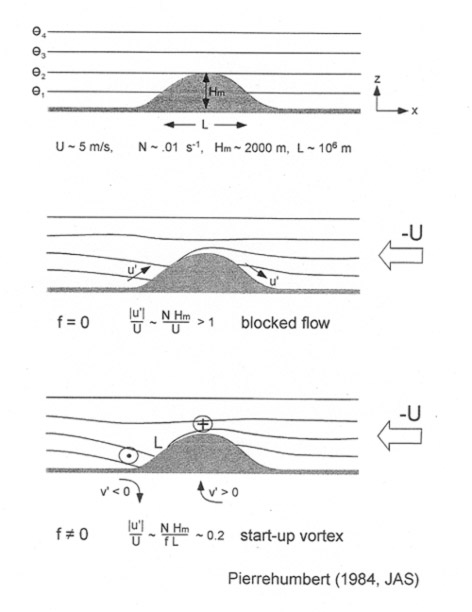 Θ₄
Θ₃
Θ₂
Θ₁
Hm
z
x
L
U ~ 5 m/s, N ~ .01 s⁻¹, Hm ~ 2000 m, L ~ 10⁶ m
-U
u'
u'
f = 0 |u'|/U ~ N Hm/U > 1 blocked flow
-U
+
L
v' < 0 v' > 0
f ≠ 0 |u'|/U ~ N Hm/f L ~ 0.2 start-up vortex
Pierrehumbert (1984, JAS)